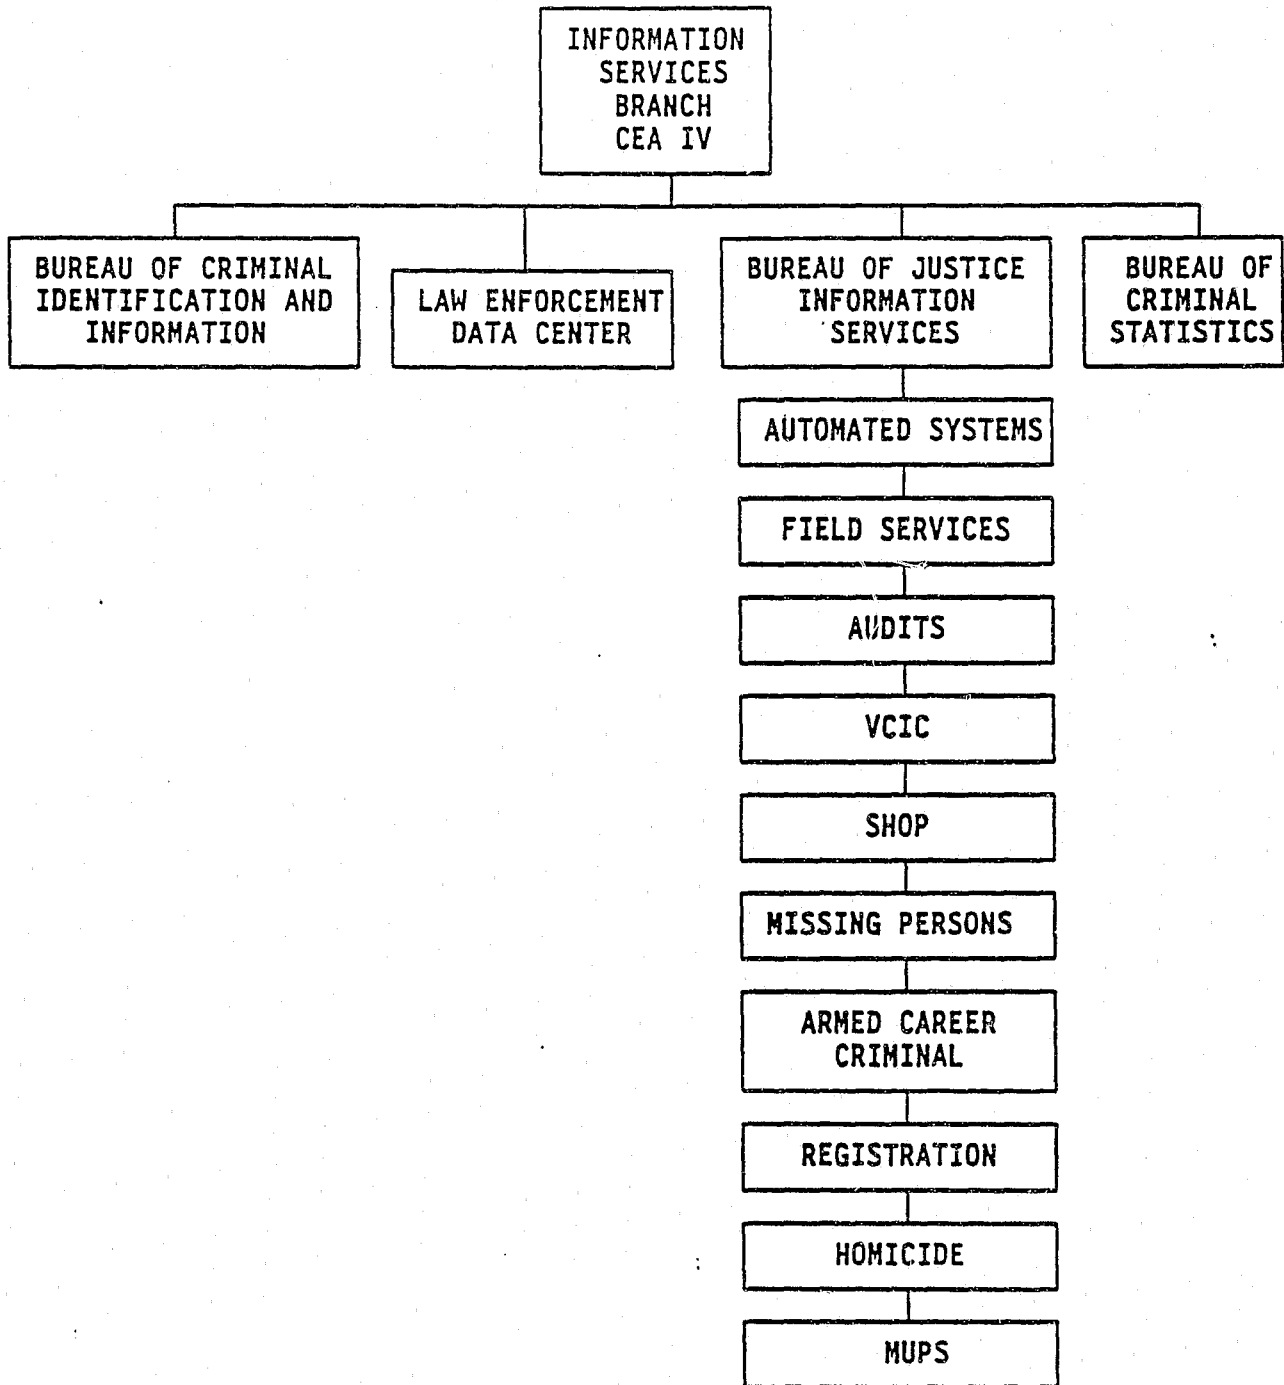 INFORMATION
SERVICES
BRANCH
CEA IV
BUREAU OF CRIMINAL
IDENTIFICATION AND
INFORMATION
LAW ENFORCEMENT
DATA CENTER
BUREAU OF JUSTICE
INFORMATION
SERVICES
BUREAU OF
CRIMINAL
STATISTICS
AUTOMATED SYSTEMS
FIELD SERVICES
AUDITS
VCIC
SHOP
MISSING PERSONS
ARMED CAREER
CRIMINAL
REGISTRATION
HOMICIDE
MUPS